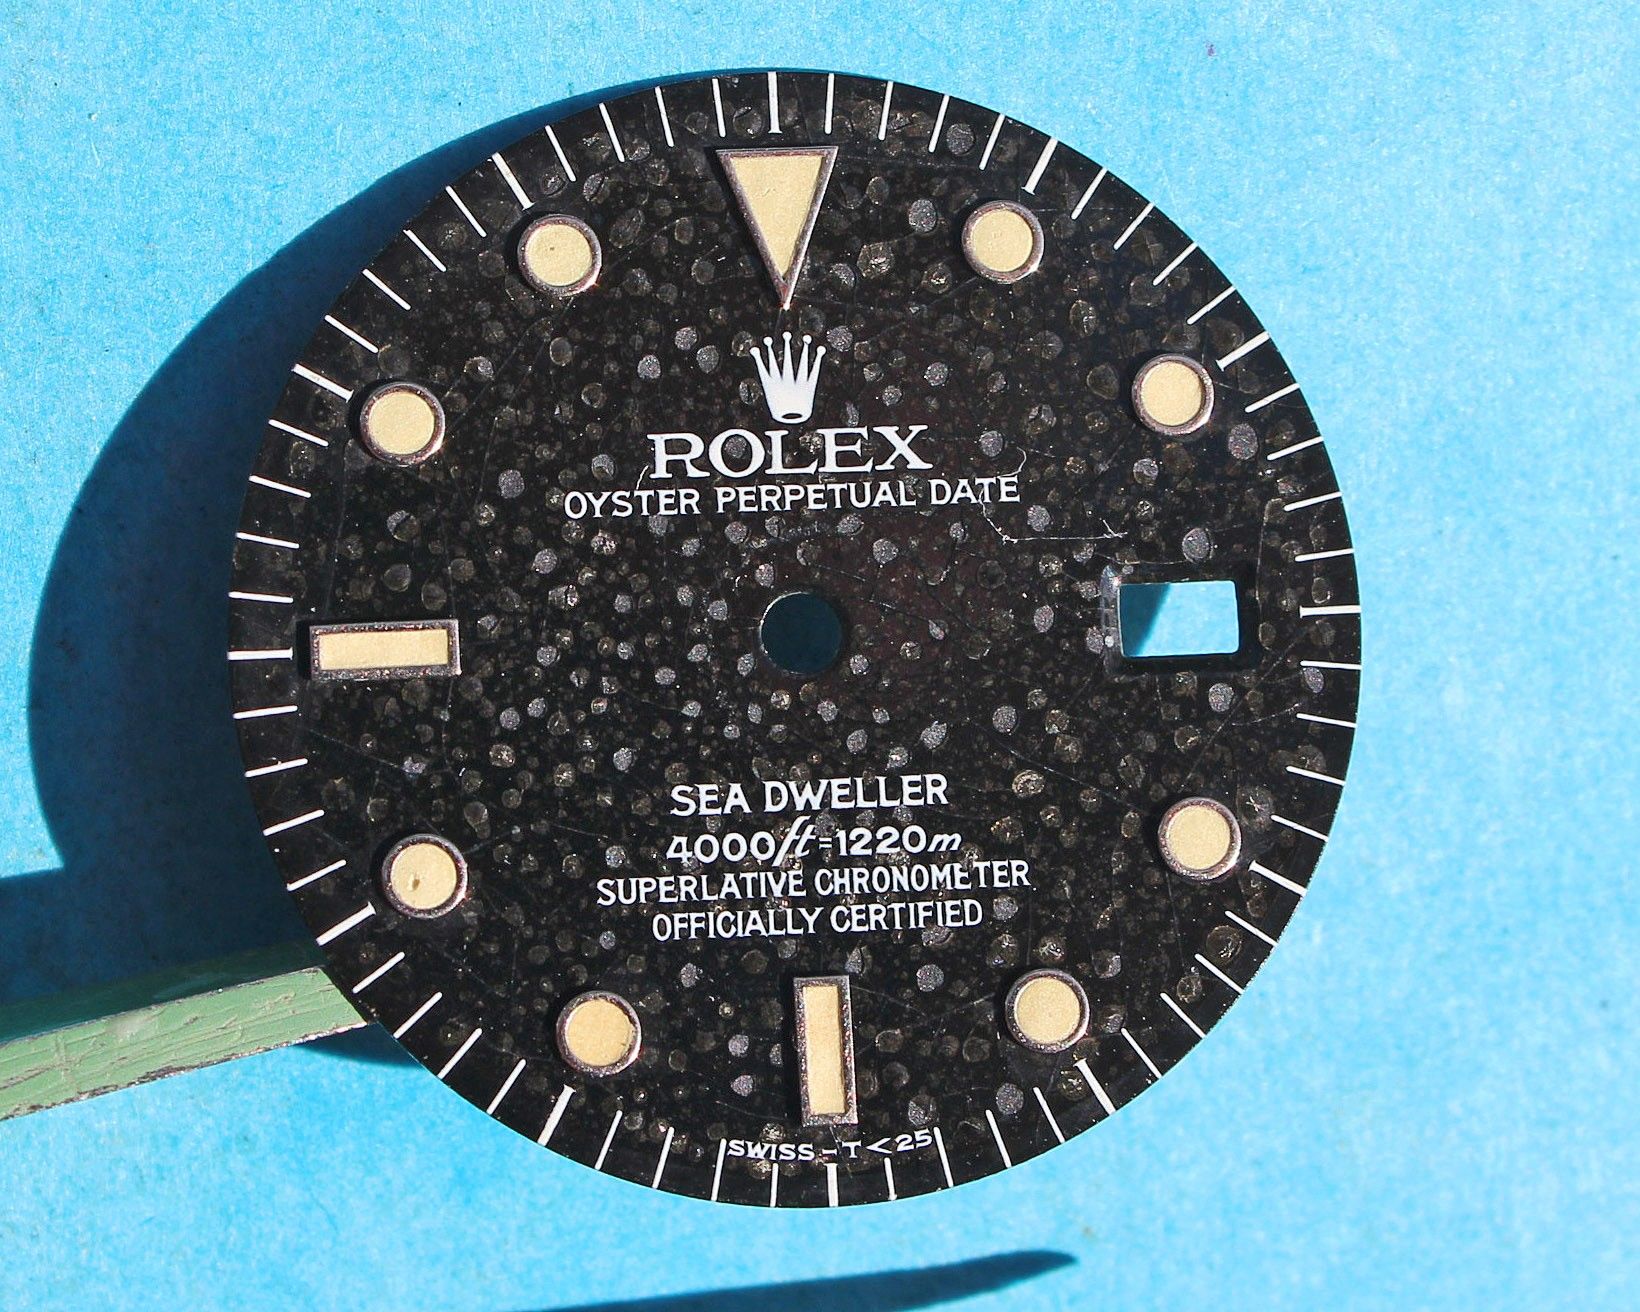 ROLEX
OYSTER PERPETUAL DATE
SEA DWELLER
4000ft=1220m
SUPERLATIVE CHRONOMETER
OFFICIALLY CERTIFIED
SWISS - T<25